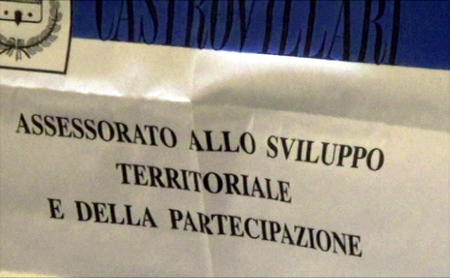 CASTROVILLARI
ASSESSORATO ALLO SVILUPPO
TERRITORIALE
E DELLA PARTECIPAZIONE